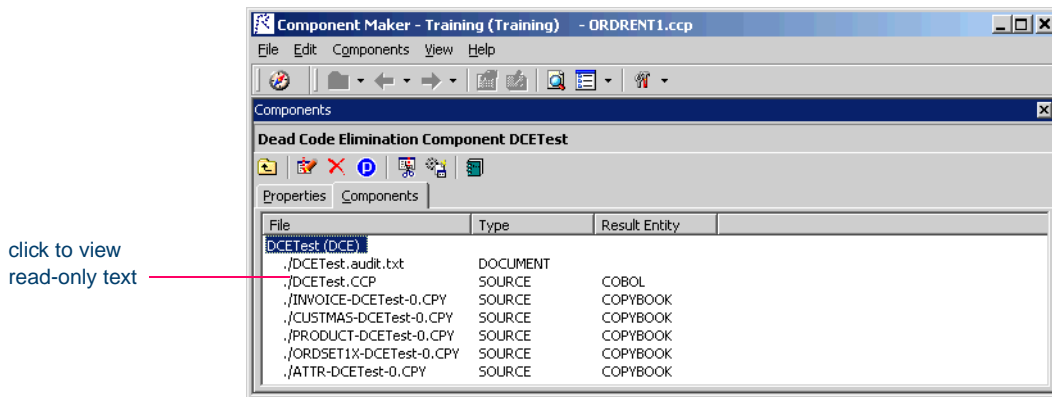 Component Maker - Training (Training) - ORDRENT1.ccp
File Edit Components View Help
Components
Dead Code Elimination Component DCETest
Properties Components
File Type Result Entity
DCETest (DCE)
./DCETest.audit.txt DOCUMENT
click to view
read-only text
./DCETest.CCP SOURCE COBOL
./INVOICE-DCETest-0.CPY SOURCE COPYBOOK
./CUSTMAS-DCETest-0.CPY SOURCE COPYBOOK
./PRODUCT-DCETest-0.CPY SOURCE COPYBOOK
./ORDSET1X-DCETest-0.CPY SOURCE COPYBOOK
./ATTR-DCETest-0.CPY SOURCE COPYBOOK